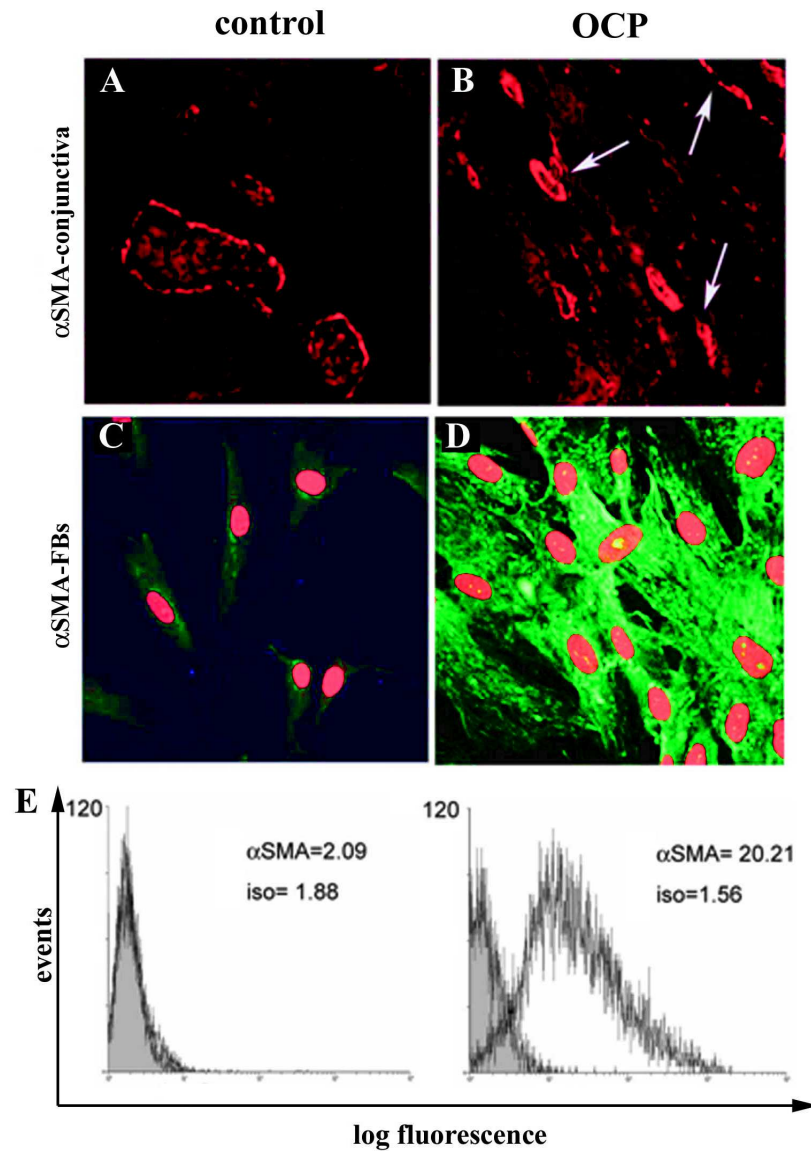 control OCP
A B
αSMA-conjunctiva
C D
αSMA-FBs
E
120 120
αSMA=2.09 αSMA= 20.21
iso= 1.88 iso=1.56
events
log fluorescence